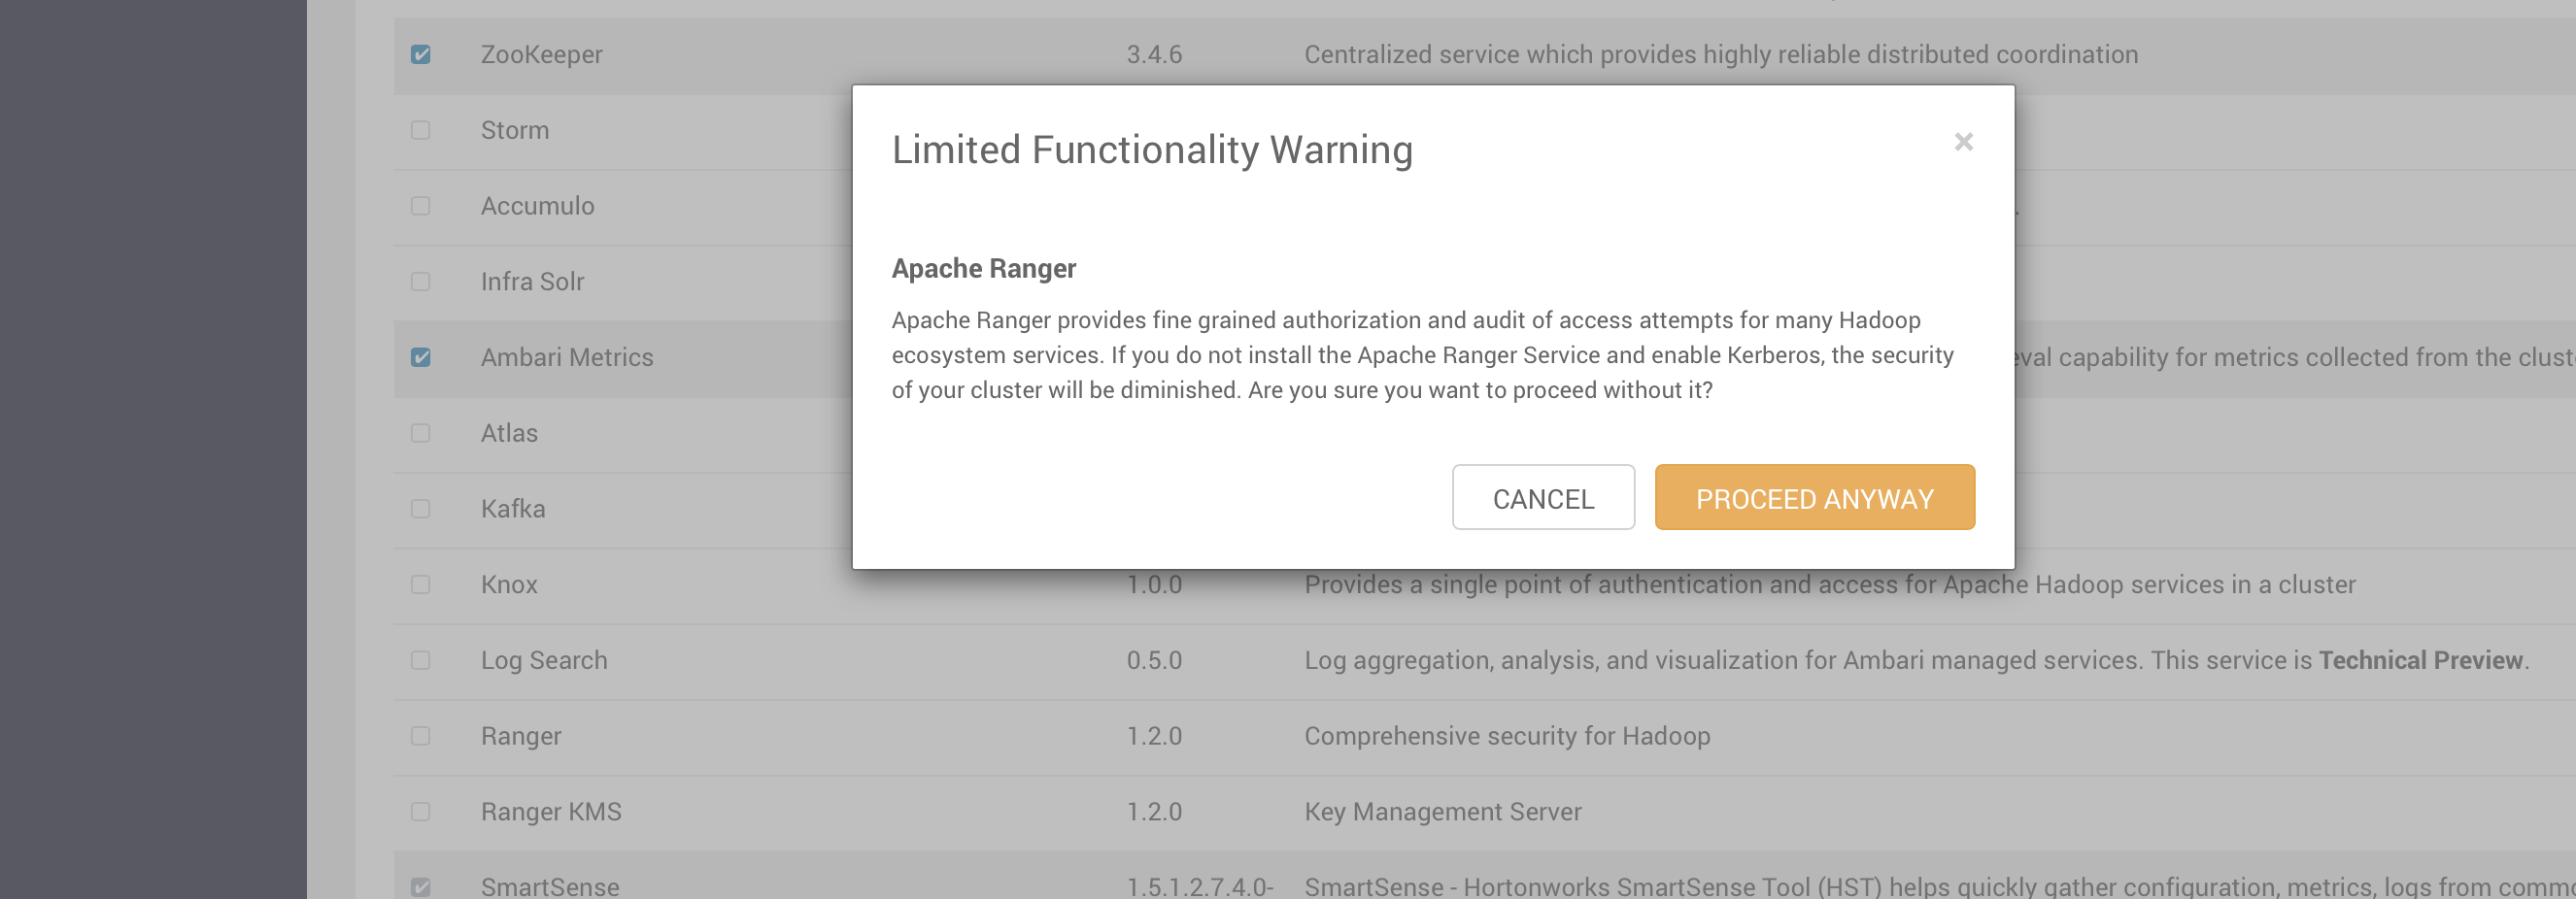 ZooKeeper 3.4.6 Centralized service which provides highly reliable distributed coordination
Storm
Accumulo
Infra Solr
Ambari Metrics
Atlas
Kafka
Limited Functionality Warning
×
Apache Ranger
Apache Ranger provides fine grained authorization and audit of access attempts for many Hadoop
ecosystem services. If you do not install the Apache Ranger Service and enable Kerberos, the security
of your cluster will be diminished. Are you sure you want to proceed without it?
CANCEL PROCEED ANYWAY
capability for metrics collected from the
Knox 1.0.0 Provides a single point of authentication and access for Apache Hadoop services in a cluster
Log Search 0.5.0 Log aggregation, analysis, and visualization for Ambari managed services. This service is Technical Preview.
Ranger 1.2.0 Comprehensive security for Hadoop
Ranger KMS 1.2.0 Key Management Server
SmartSense 1.5.1.2.7.4.0- SmartSense - Hortonworks SmartSense Tool (HST) helps quickly gather configuration, metrics, logs from